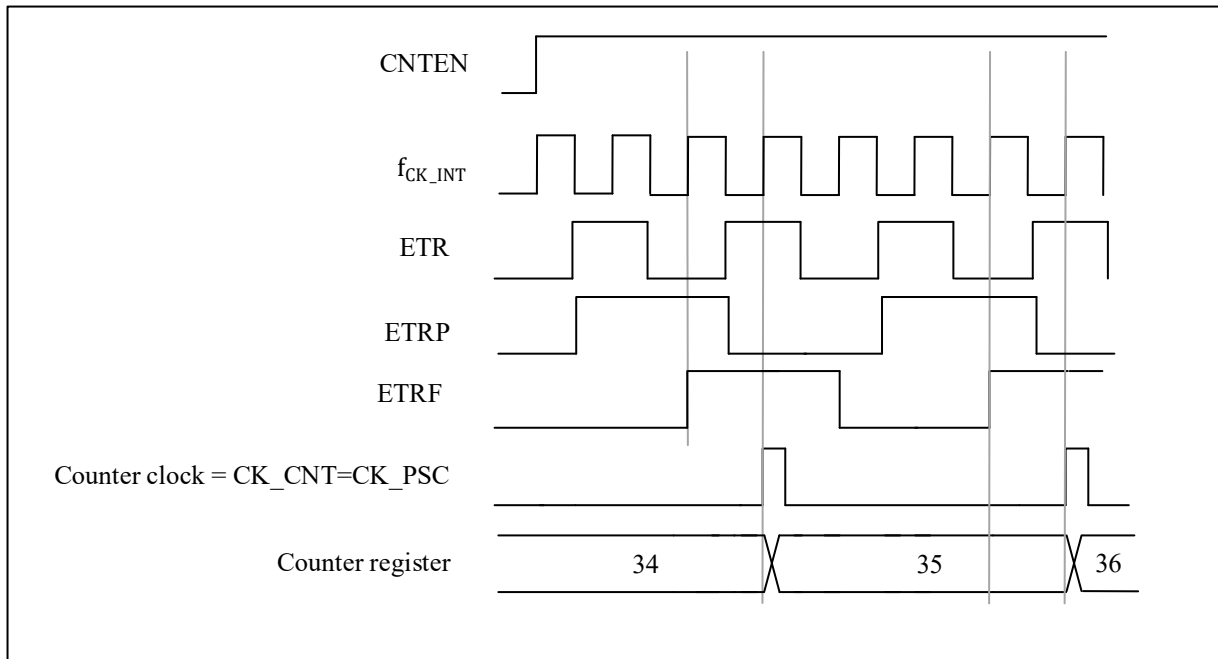 CNTEN
fCK_INT
ETR
ETRP
ETRF
Counter clock = CK_CNT=CK_PSC
Counter register 34 35 36